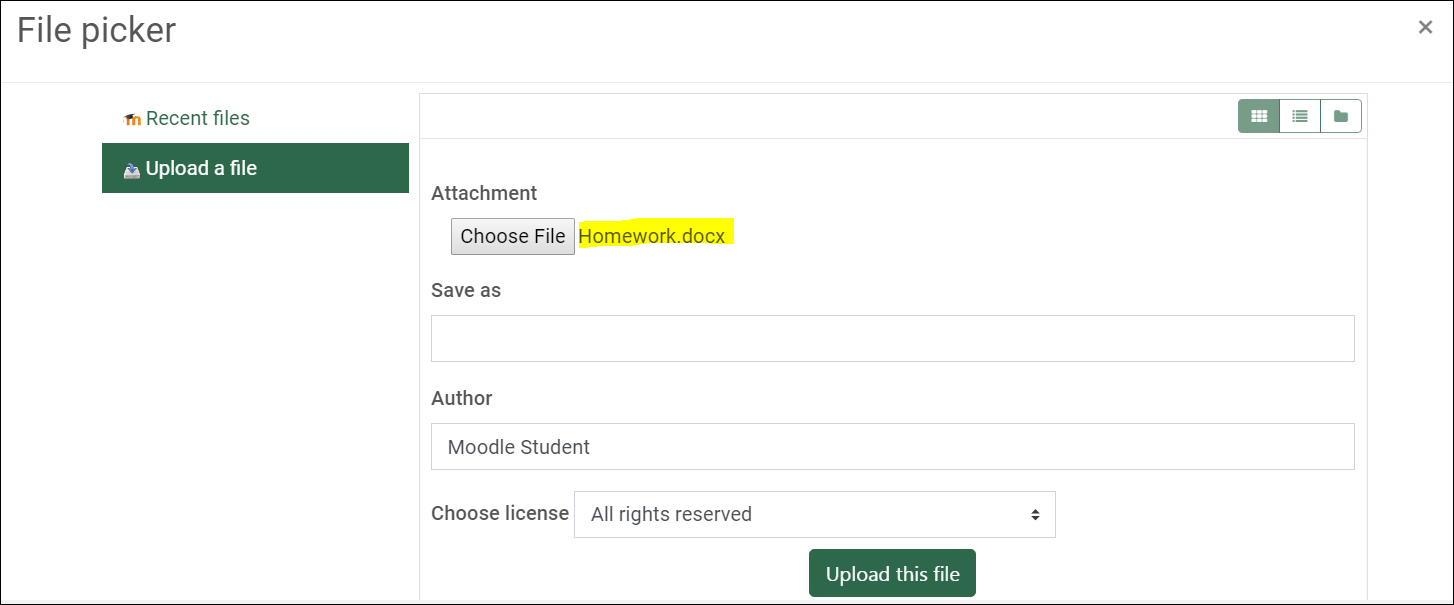 File picker
×
Recent files
Upload a file
Attachment
Choose File Homework.docx
Save as
Author
Moodle Student
Choose license All rights reserved
Upload this file